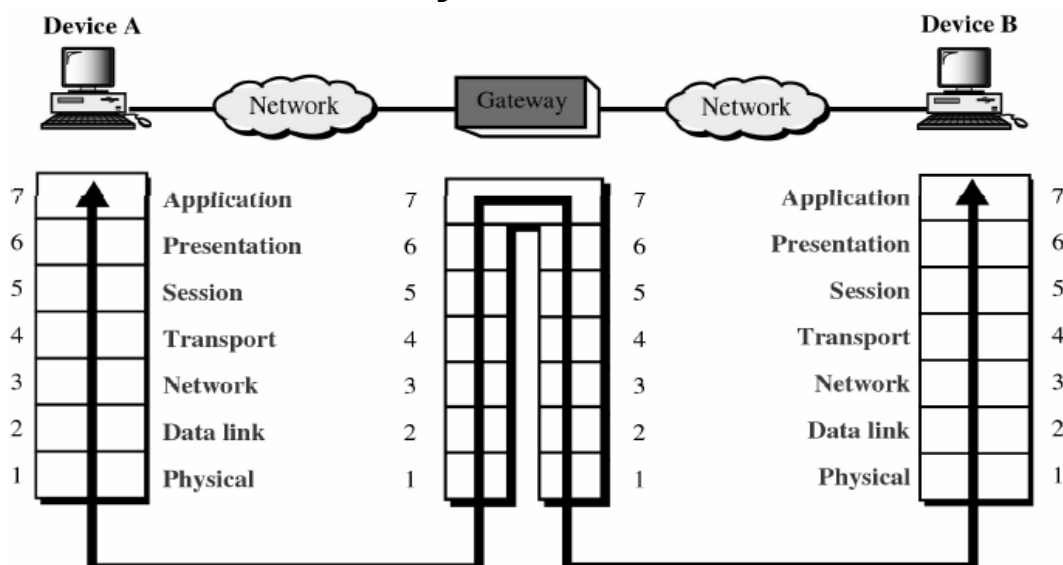 Device A
Device B
Network
Gateway
Network
7 Application 7 7 Application 7
6 Presentation 6 6 Presentation 6
5 Session 5 5 Session 5
4 Transport 4 4 Transport 4
3 Network 3 3 Network 3
2 Data link 2 2 Data link 2
1 Physical 1 1 Physical 1